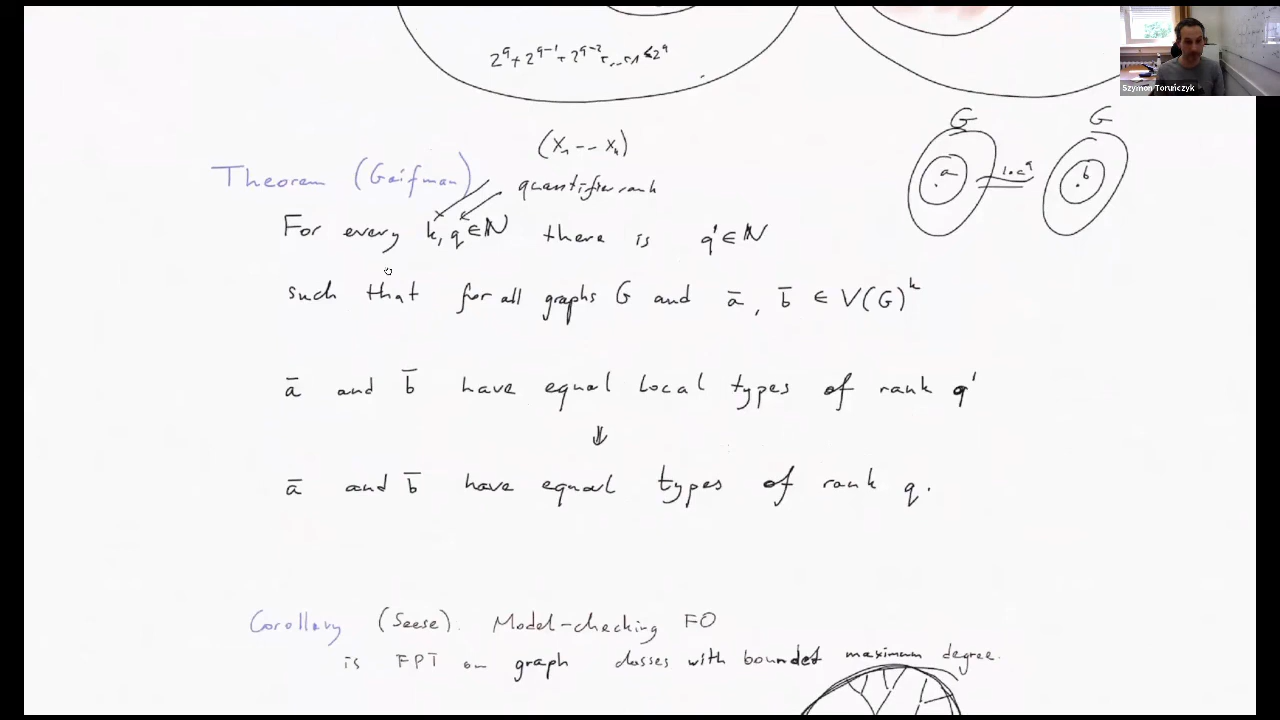 2^q + 2^{q-1} + 2^{q-2} + ... + 1 ≤ 2^q
Szymon Toruńczyk
G G
a loc^q b
(x_1 -- x_k)
Theorem (Gaifman) quantifier rank
For every k, q ∈ ℕ there is q' ∈ ℕ
such that for all graphs G and ā, b̄ ∈ V(G)^k
ā and b̄ have equal local types of rank q'
⇓
ā and b̄ have equal types of rank q.
Corollary (Seese). Model-checking FO
is FPT on graph classes with bounded maximum degree.